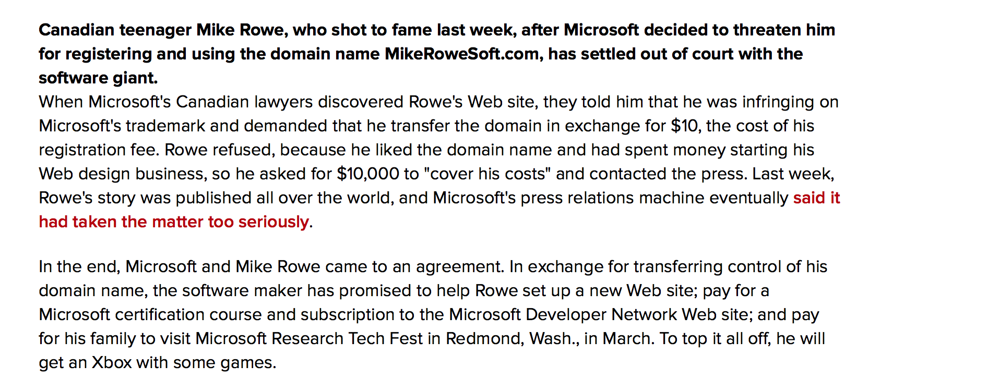 Canadian teenager Mike Rowe, who shot to fame last week, after Microsoft decided to threaten him
for registering and using the domain name MikeRoweSoft.com, has settled out of court with the
software giant.
When Microsoft's Canadian lawyers discovered Rowe's Web site, they told him that he was infringing on
Microsoft's trademark and demanded that he transfer the domain in exchange for $10, the cost of his
registration fee. Rowe refused, because he liked the domain name and had spent money starting his
Web design business, so he asked for $10,000 to "cover his costs" and contacted the press. Last week,
Rowe's story was published all over the world, and Microsoft's press relations machine eventually said it
had taken the matter too seriously.
In the end, Microsoft and Mike Rowe came to an agreement. In exchange for transferring control of his
domain name, the software maker has promised to help Rowe set up a new Web site; pay for a
Microsoft certification course and subscription to the Microsoft Developer Network Web site; and pay
for his family to visit Microsoft Research Tech Fest in Redmond, Wash., in March. To top it all off, he will
get an Xbox with some games.